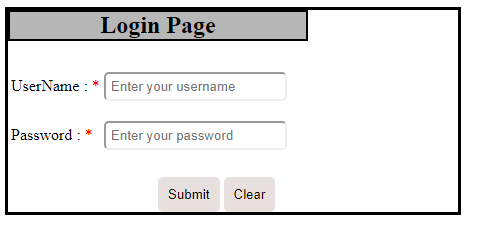 Login Page
UserName : * Enter your username
Password : * Enter your password
Submit Clear